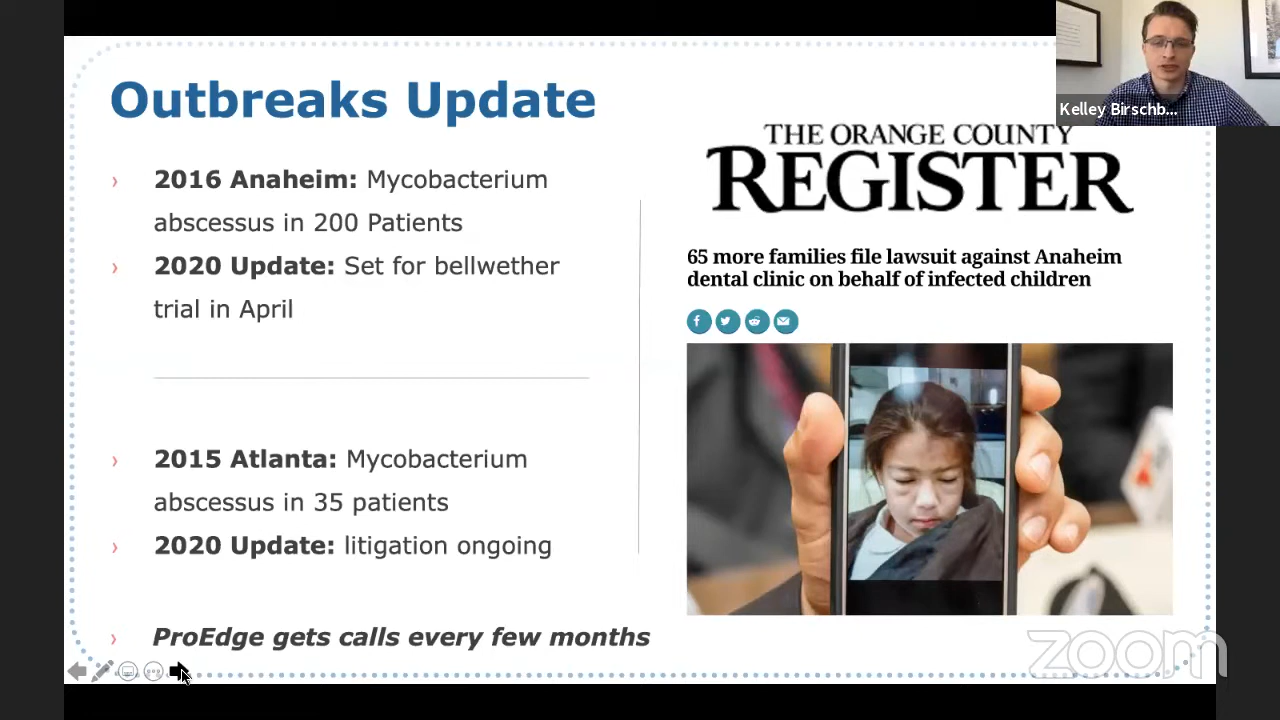 Outbreaks Update
› 2016 Anaheim: Mycobacterium
abscessus in 200 Patients
› 2020 Update: Set for bellwether
trial in April
› 2015 Atlanta: Mycobacterium
abscessus in 35 patients
› 2020 Update: litigation ongoing
› ProEdge gets calls every few months
Kelley Birschb...
THE ORANGE COUNTY
REGISTER
65 more families file lawsuit against Anaheim
dental clinic on behalf of infected children
zoom